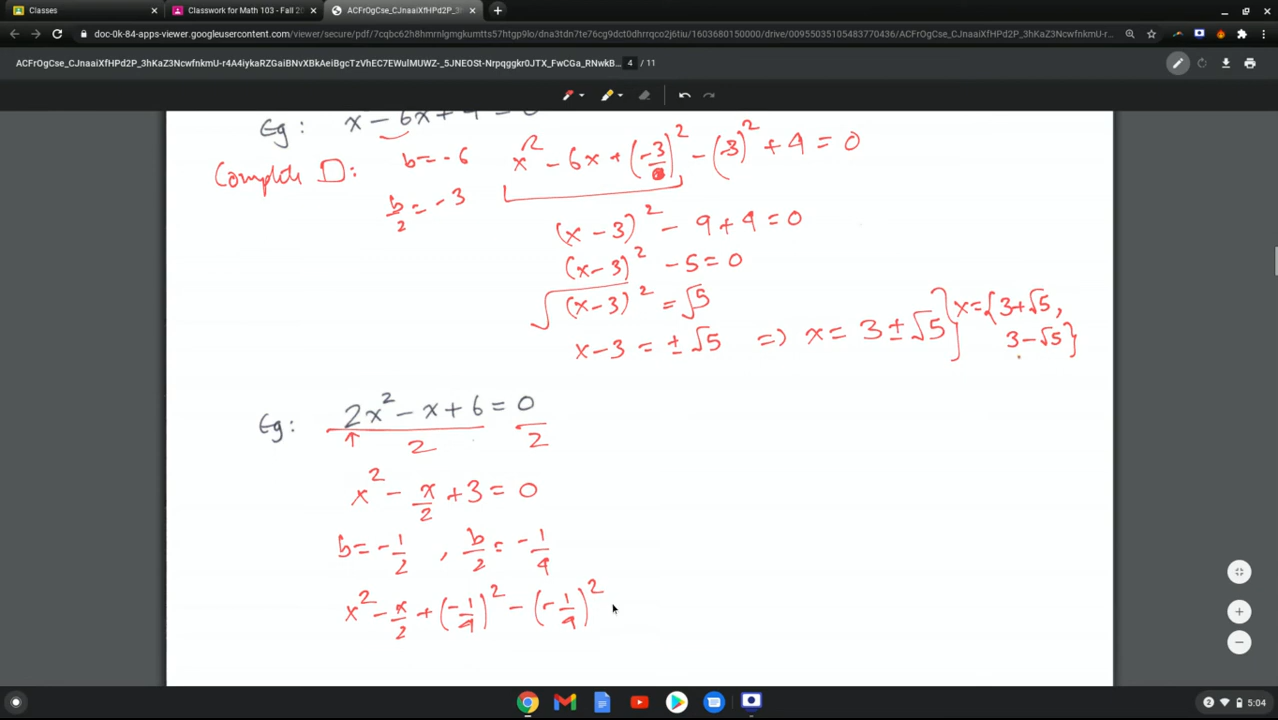 Classes
Classwork for Math 103 - Fall 20
ACFrOgCse_CJnaaiXfHPd2P_3h
doc-0k-84-apps-viewer.googleusercontent.com/viewer/secure/pdf/7cqbc62h8hmrnlgmgkumtts57htgp9lo/dna3tdn7te76cg9dct0dhrrqco2j6tiu/1603680150000/drive/00955035105483770436/ACFrOgCse_CJnaaiXfHPd2P_3hKaZ3NcwfnkmU-r...
ACFrOgCse_CJnaaiXfHPd2P_3hKaZ3NcwfnkmU-r4A4iykaRZGaiBNvXBkAeiBgcTzVhEC7EWulMUWZ-_5JNEOSt-Nrpqggkr0JTX_FwCGa_RNwkB...
4 / 11
Eg: x - 6x + 4 = 0
Complete □: b = -6 x² - 6x + (-3)² - (-3)² + 4 = 0
b/2 = -3
(x - 3)² - 9 + 4 = 0
(x - 3)² - 5 = 0
√(x - 3)² = √5
x - 3 = ± √5 => x = 3 ± √5 } x = {3 + √5,
3 - √5}
Eg: 2x² - x + 6 = 0
2 2
x² - x/2 + 3 = 0
b = -1/2 , b/2 = -1/4
x² - x/2 + (-1/4)² - (-1/4)²
2
5:04